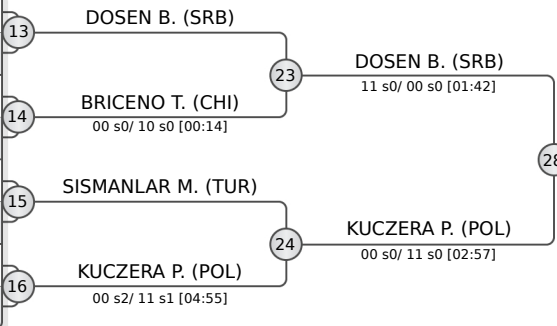 DOSEN B. (SRB)
13
23
DOSEN B. (SRB)
11 s0/ 00 s0 [01:42]
BRICENO T. (CHI)
14
00 s0/ 10 s0 [00:14]
28
SISMANLAR M. (TUR)
15
24
KUCZERA P. (POL)
00 s0/ 11 s0 [02:57]
KUCZERA P. (POL)
16
00 s2/ 11 s1 [04:55]